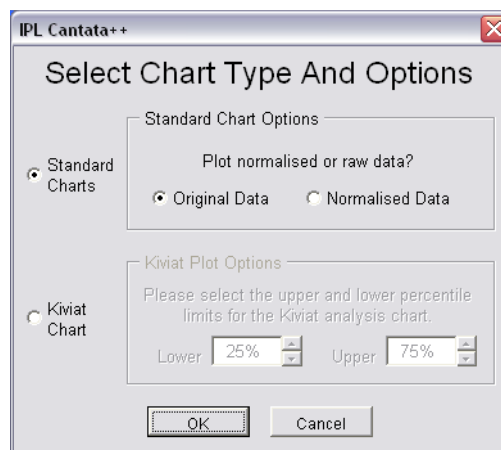 IPL Cantata++
Select Chart Type And Options
Standard Charts
Standard Chart Options
Plot normalised or raw data?
Original Data
Normalised Data
Kiviat Chart
Kiviat Plot Options
Please select the upper and lower percentile
limits for the Kiviat analysis chart.
Lower 25% Upper 75%
OK
Cancel